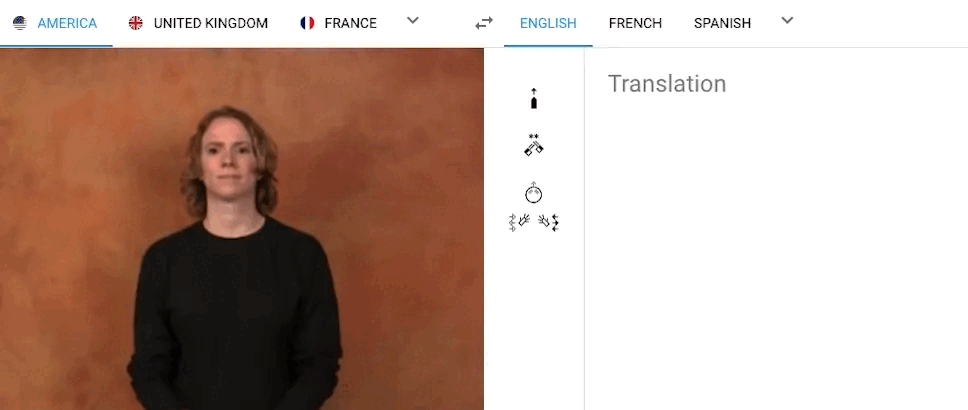 AMERICA UNITED KINGDOM FRANCE ENGLISH FRENCH SPANISH
Translation